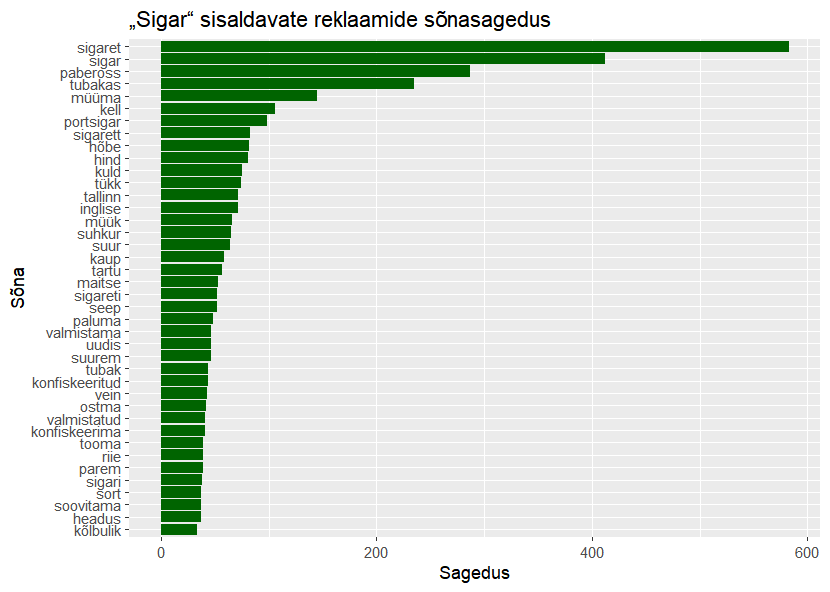 „Sigar“ sisaldavate reklaamide sõnasagedus
sigaret
sigar
pabeross
tubakas
müüma
kell
portsigar
sigarett
hõbe
hind
kuld
tükk
tallinn
inglise
müük
suhkur
suur
kaup
tartu
maitse
sigareti
seep
paluma
valmistama
uudis
suurem
tubak
konfiskeeritud
vein
ostma
valmistatud
konfiskeerima
tooma
riie
parem
sigari
sort
soovitama
headus
kõlbulik
Sõna
0 200 400 600
Sagedus